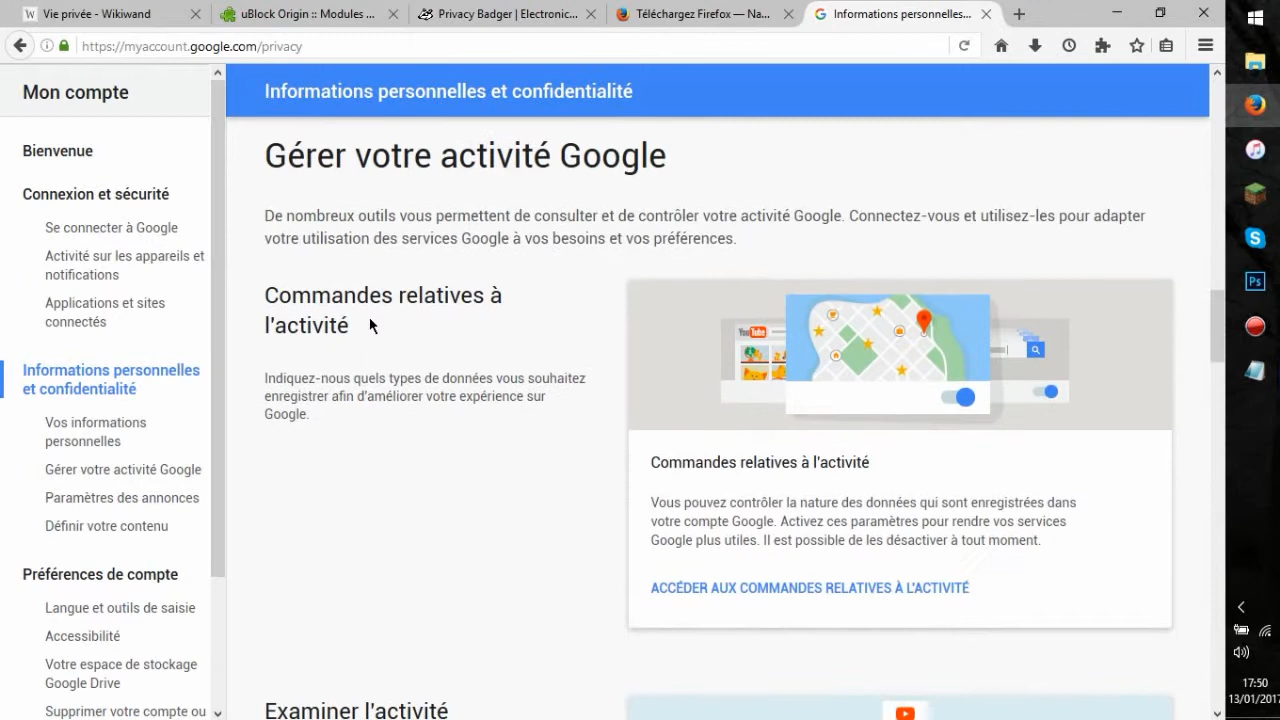 Vie privée - Wikiwand
uBlock Origin :: Modules ...
Privacy Badger | Electronic...
Téléchargez Firefox — Na...
Informations personnelles...
https://myaccount.google.com/privacy
Mon compte
Bienvenue
Connexion et sécurité
Se connecter à Google
Activité sur les appareils et
notifications
Applications et sites
connectés
Informations personnelles
et confidentialité
Vos informations
personnelles
Gérer votre activité Google
Paramètres des annonces
Définir votre contenu
Préférences de compte
Langue et outils de saisie
Accessibilité
Votre espace de stockage
Google Drive
Supprimer votre compte ou
Informations personnelles et confidentialité
Gérer votre activité Google
De nombreux outils vous permettent de consulter et de contrôler votre activité Google. Connectez-vous et utilisez-les pour adapter
votre utilisation des services Google à vos besoins et vos préférences.
Commandes relatives à
l'activité
Indiquez-nous quels types de données vous souhaitez
enregistrer afin d'améliorer votre expérience sur
Google.
YouTube
Commandes relatives à l'activité
Vous pouvez contrôler la nature des données qui sont enregistrées dans
votre compte Google. Activez ces paramètres pour rendre vos services
Google plus utiles. Il est possible de les désactiver à tout moment.
ACCÉDER AUX COMMANDES RELATIVES À L'ACTIVITÉ
Examiner l'activité
Ps
17:50
13/01/2017